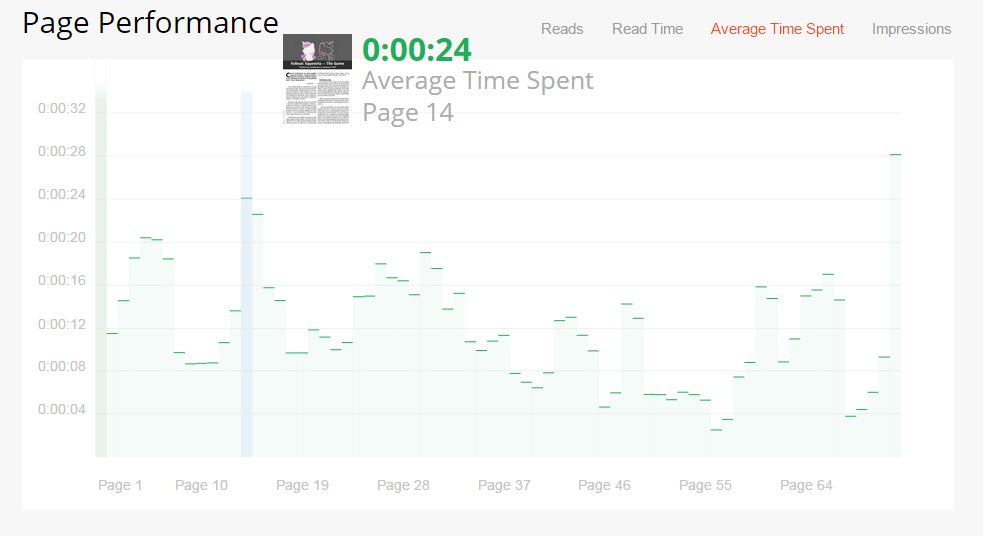 Page Performance
Reads Read Time Average Time Spent Impressions
Fallout Equestria - The Game
0:00:24
Average Time Spent
Page 14
0:00:32
0:00:28
0:00:24
0:00:20
0:00:16
0:00:12
0:00:08
0:00:04
Page 1 Page 10 Page 19 Page 28 Page 37 Page 46 Page 55 Page 64